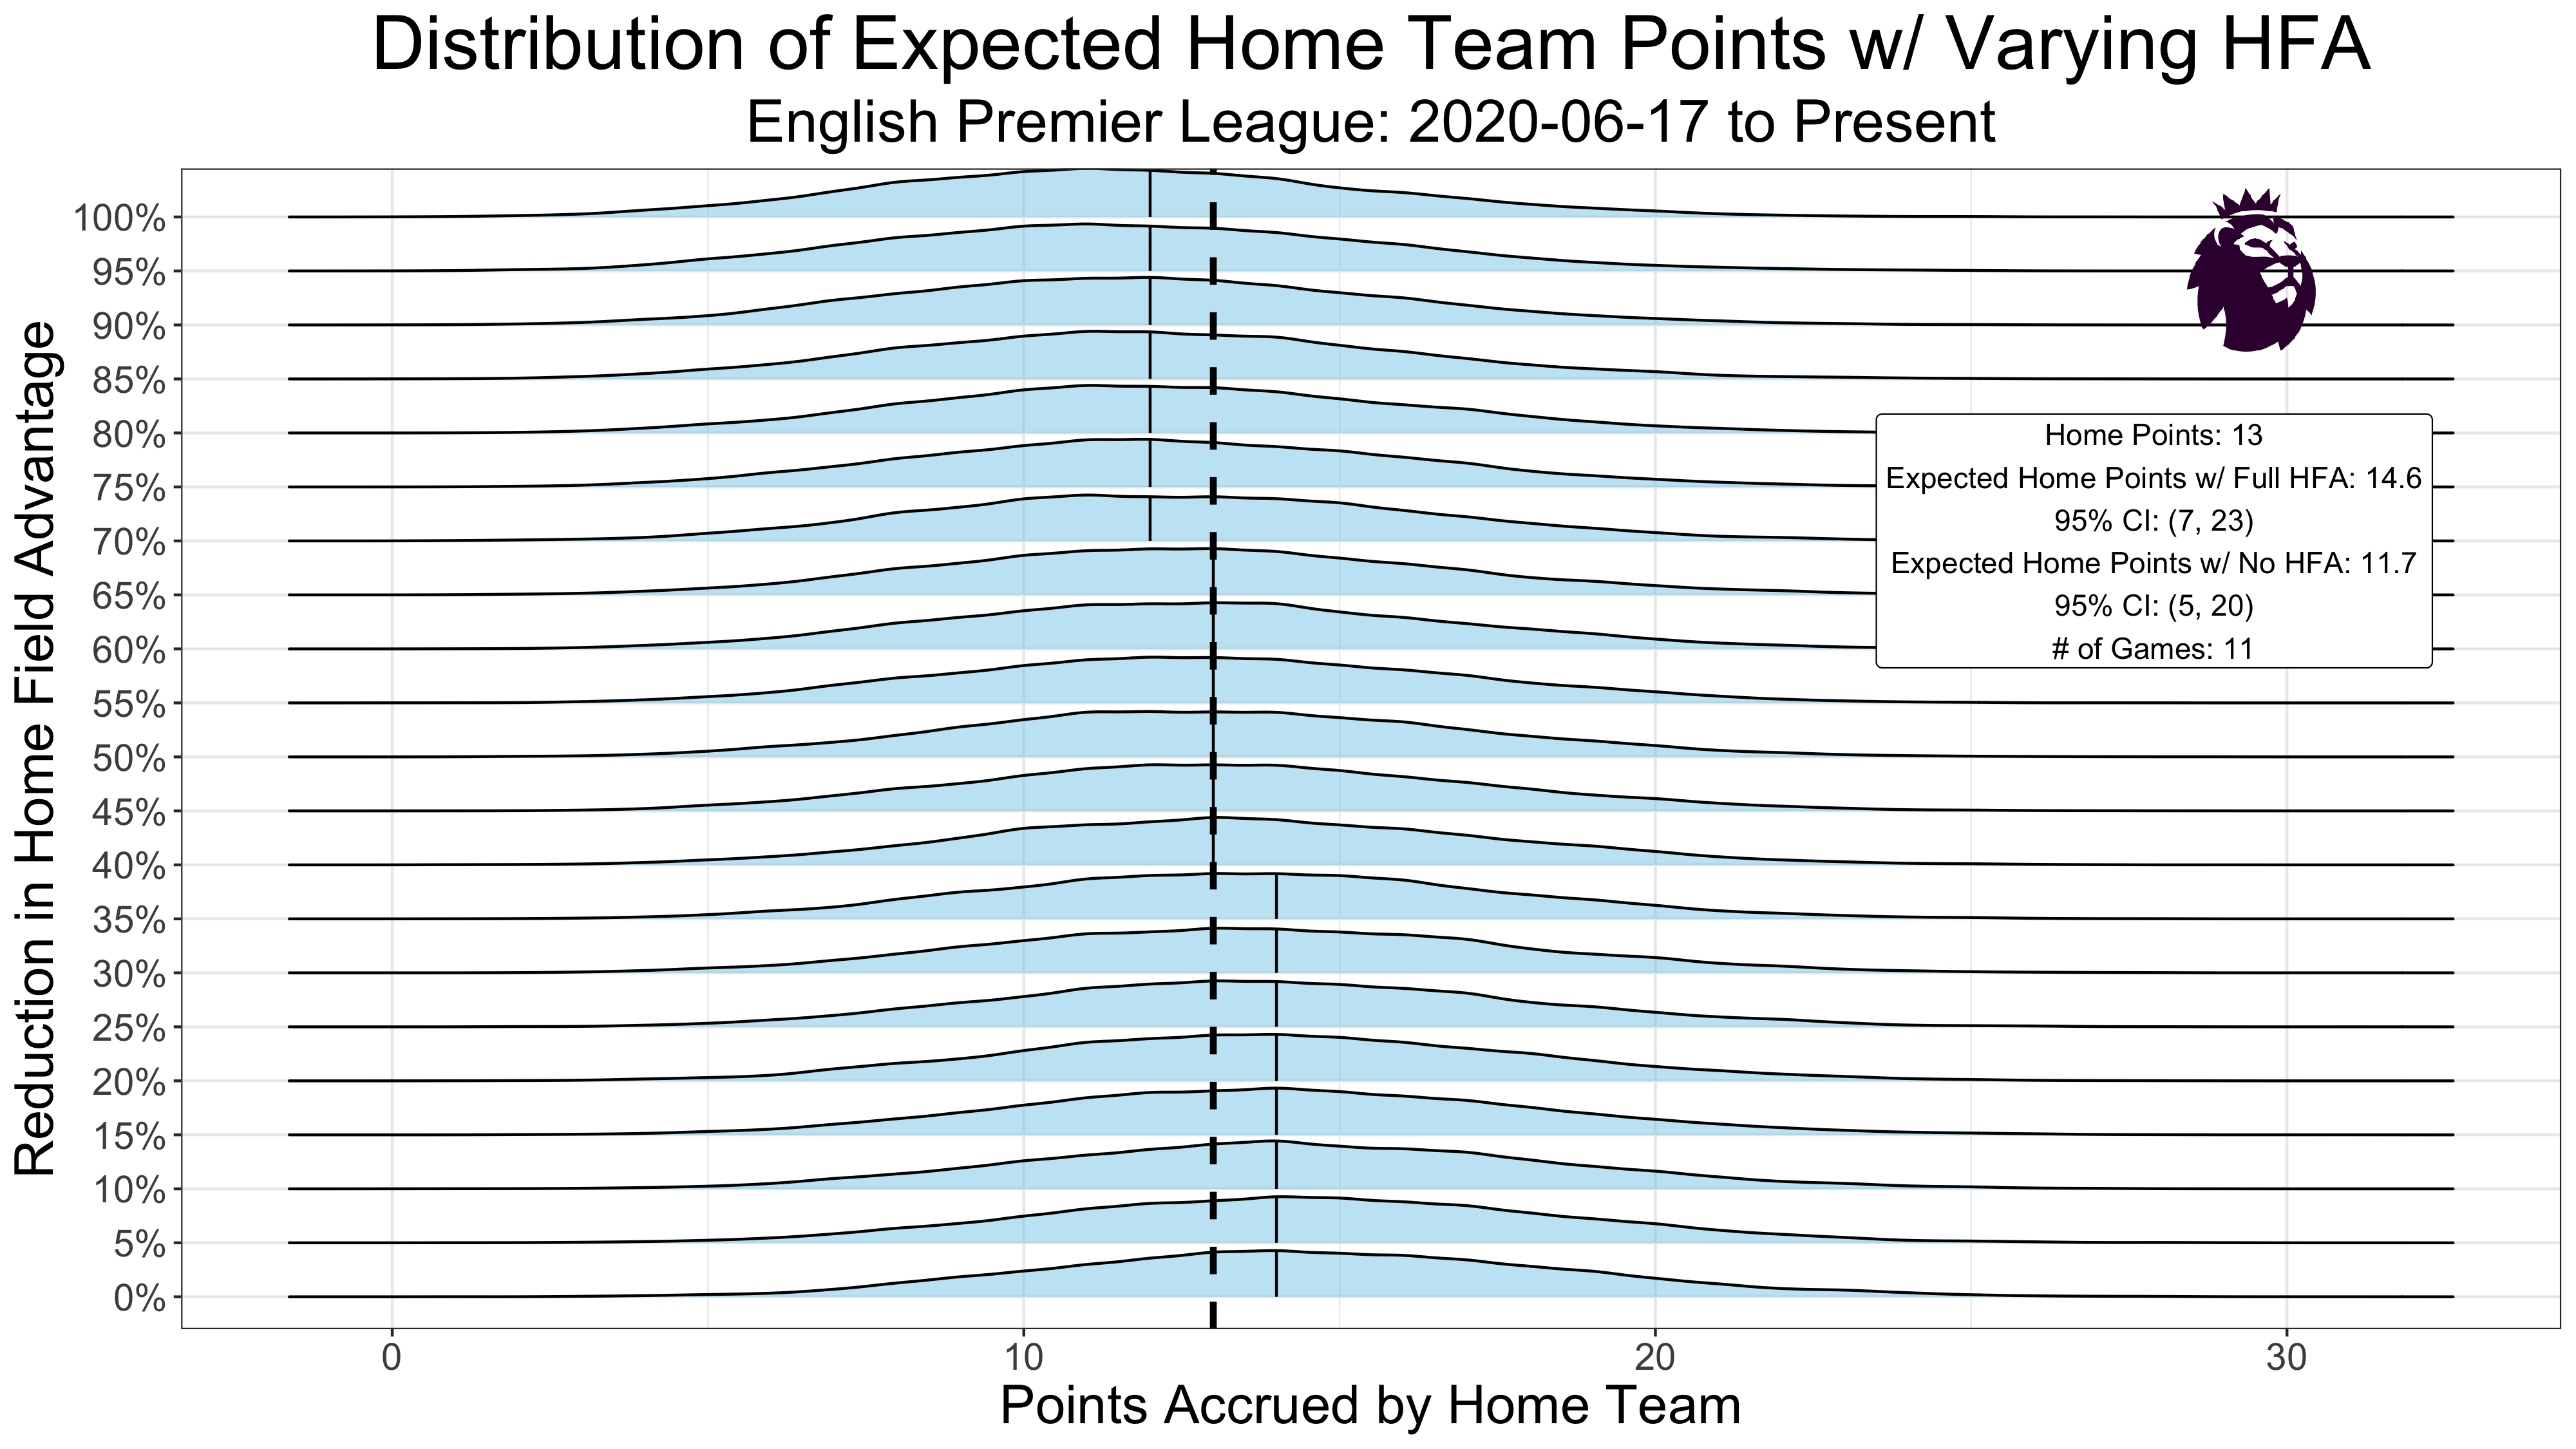 Distribution of Expected Home Team Points w/ Varying HFA
English Premier League: 2020-06-17 to Present
Reduction in Home Field Advantage
100%
95%
90%
85%
80%
75%
70%
65%
60%
55%
50%
45%
40%
35%
30%
25%
20%
15%
10%
5%
0%
Home Points: 13
Expected Home Points w/ Full HFA: 14.6
95% CI: (7, 23)
Expected Home Points w/ No HFA: 11.7
95% CI: (5, 20)
# of Games: 11
0 10 20 30
Points Accrued by Home Team